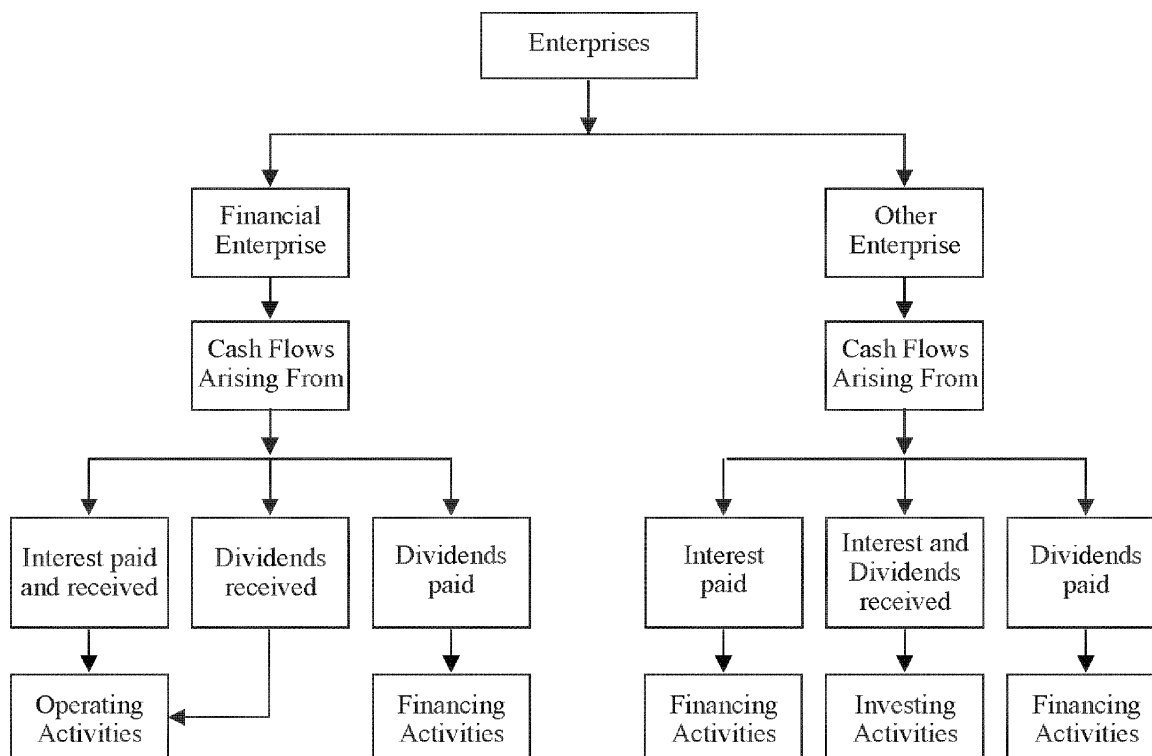 Enterprises
Financial
Enterprise
Other
Enterprise
Cash Flows
Arising From
Cash Flows
Arising From
Interest paid
and received
Dividends
received
Dividends
paid
Interest
paid
Interest and
Dividends
received
Dividends
paid
Operating
Activities
Financing
Activities
Financing
Activities
Investing
Activities
Financing
Activities